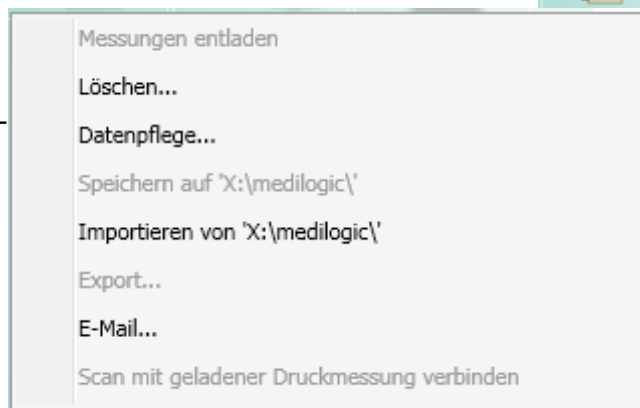 Messungen entladen
Löschen...
Datenpflege...
Speichern auf 'X:\medilogic\'
Importieren von 'X:\medilogic\'
Export...
E-Mail...
Scan mit geladener Druckmessung verbinden